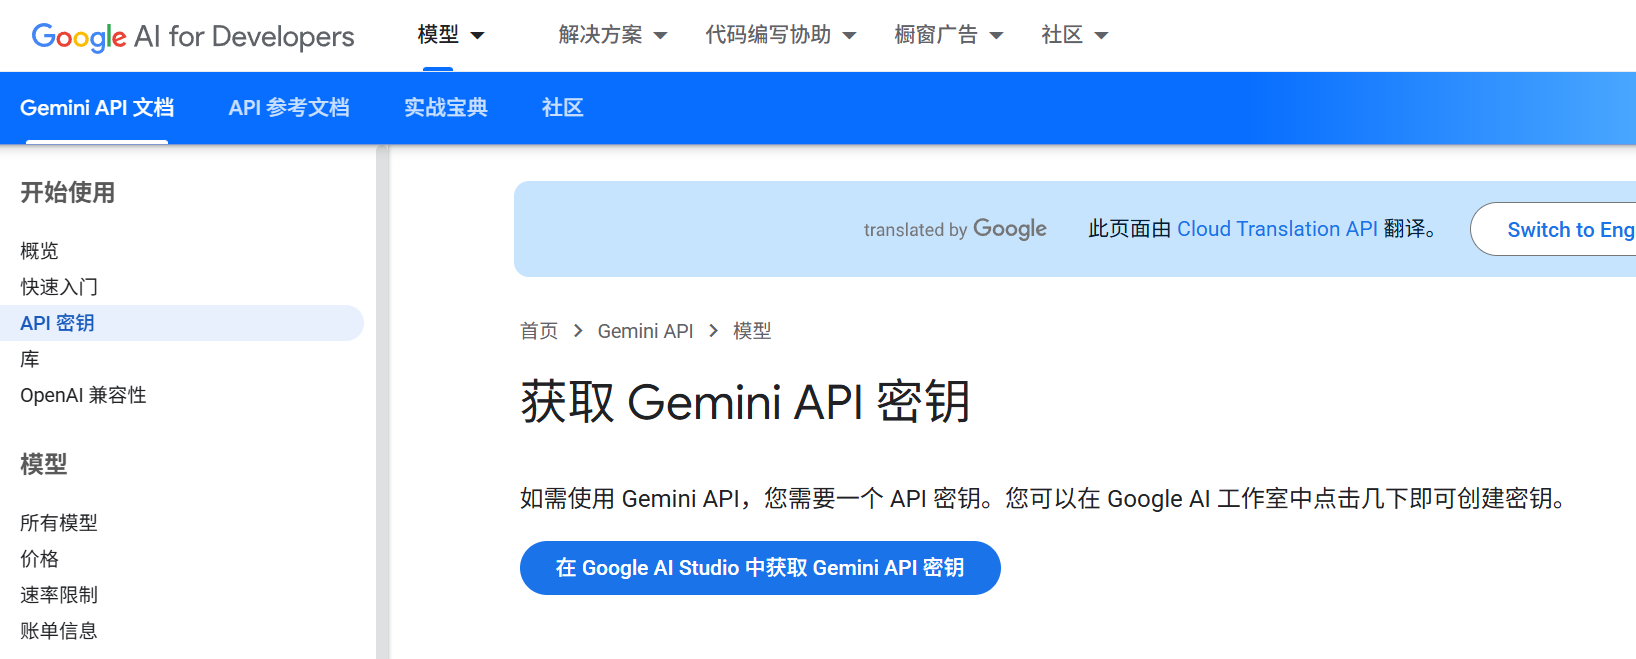 Google AI for Developers
模型
解决方案
代码编写协助
橱窗广告
社区
Gemini API 文档
API 参考文档
实战宝典
社区
开始使用
概览
快速入门
API 密钥
库
OpenAI 兼容性
模型
所有模型
价格
速率限制
账单信息
translated by Google
此页面由 Cloud Translation API 翻译。
Switch to Eng
首页 > Gemini API > 模型
获取 Gemini API 密钥
如需使用 Gemini API，您需要一个 API 密钥。您可以在 Google AI 工作室中点击几下即可创建密钥。
在 Google AI Studio 中获取 Gemini API 密钥